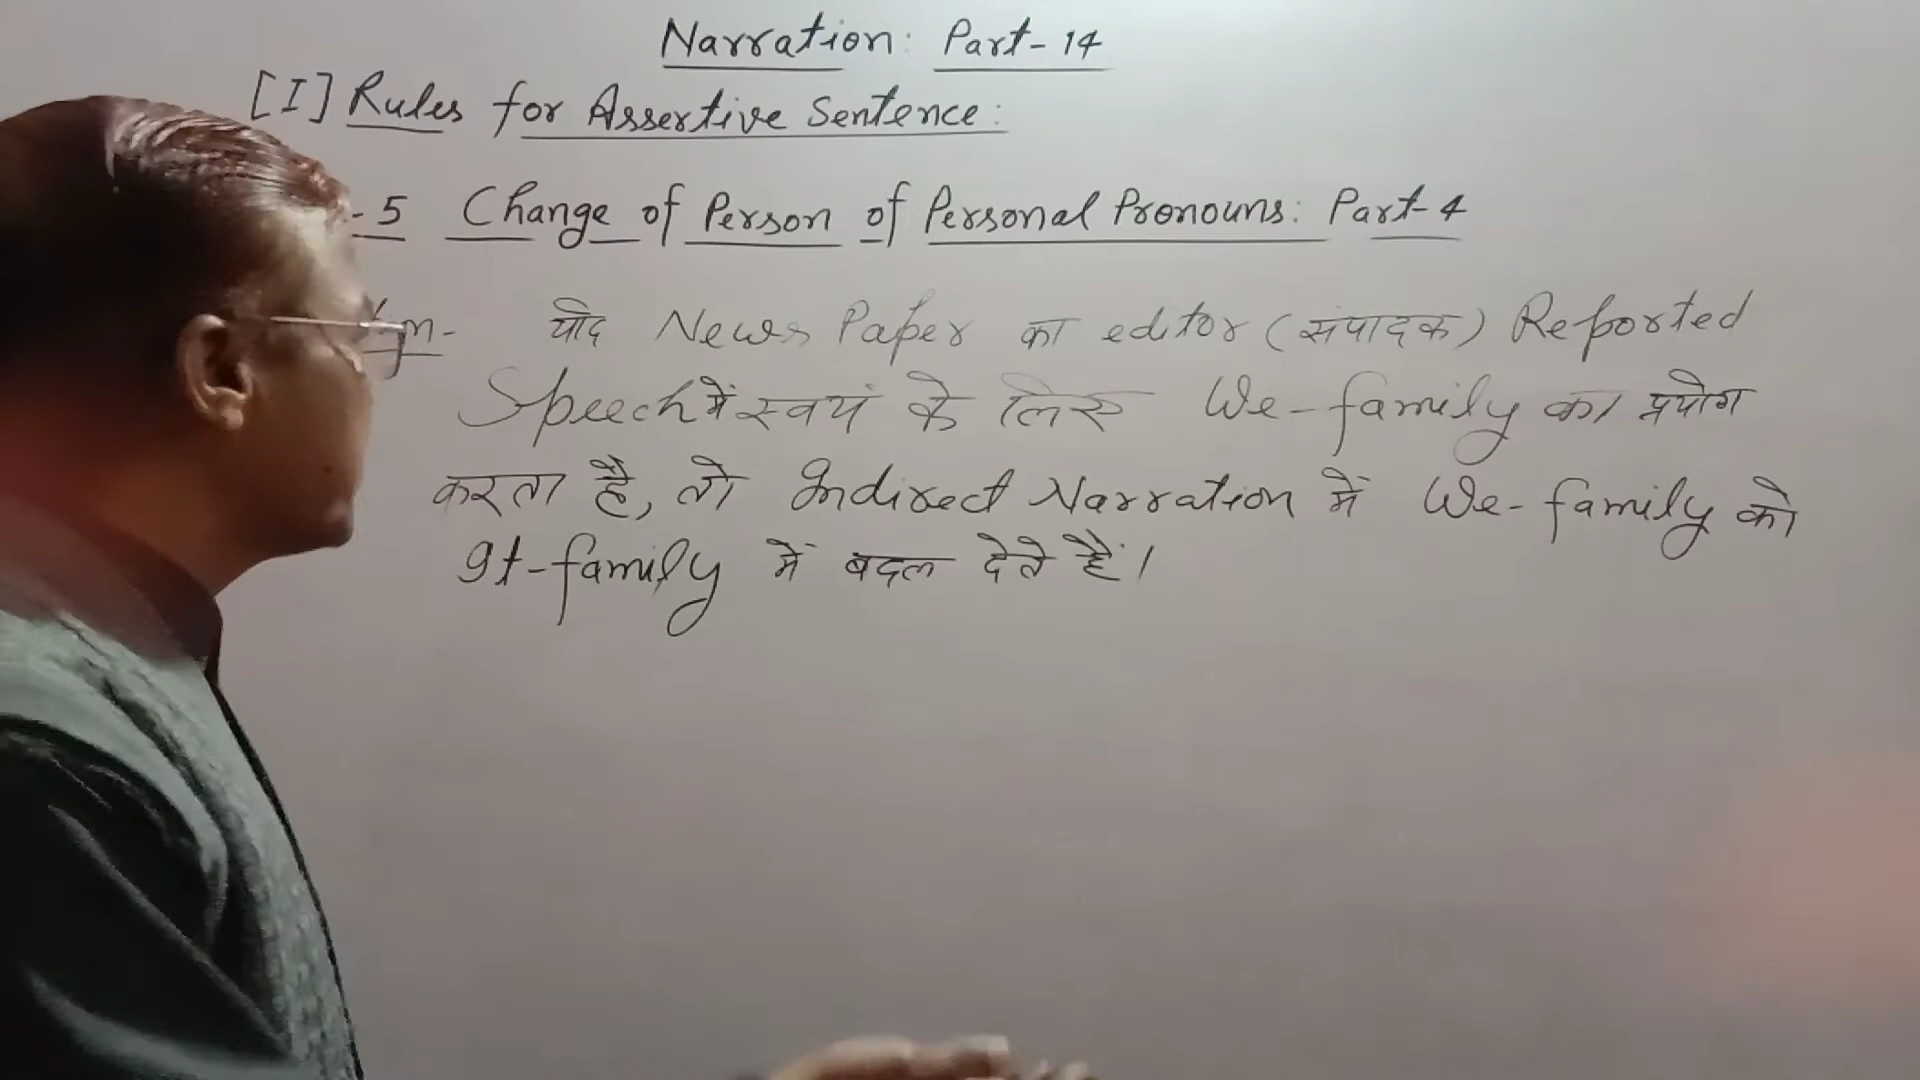 Narration: Part-14
[I] Rules for Assertive Sentence:
-5 Change of Person of Personal Pronouns: Part-4
यदि News Paper का editor (संपादक) Reported
Speech में स्वयं के लिए We-family का प्रयोग
करता है, तो Indirect Narration में We-family को
It-family में बदल देते हैं।